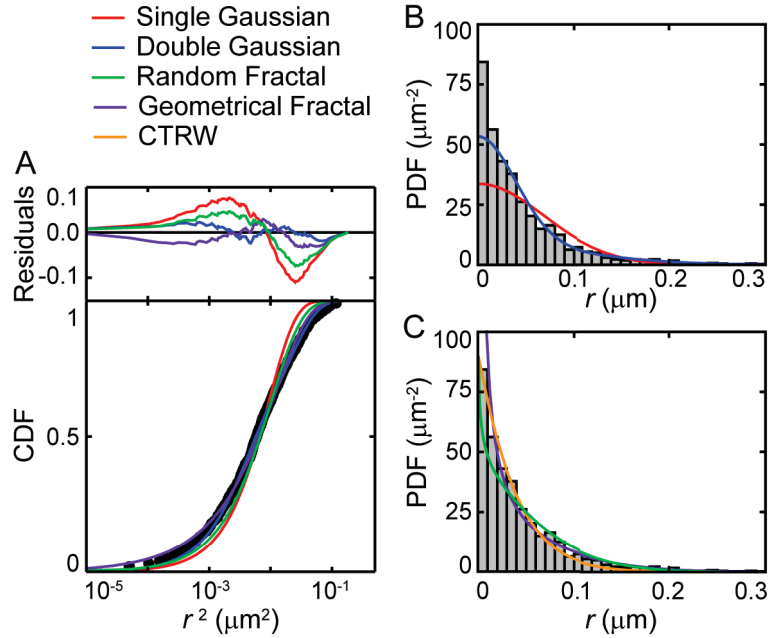 Single Gaussian
Double Gaussian
Random Fractal
Geometrical Fractal
CTRW
A
Residuals
0.1
0.0
-0.1
CDF
1
0.5
0
10⁻⁵
10⁻³
10⁻¹
r ² (μm²)
B
PDF (μm⁻²)
100
75
50
25
0
0
0.1
0.2
0.3
r (μm)
C
PDF (μm⁻²)
100
75
50
25
0
0
0.1
0.2
0.3
r (μm)